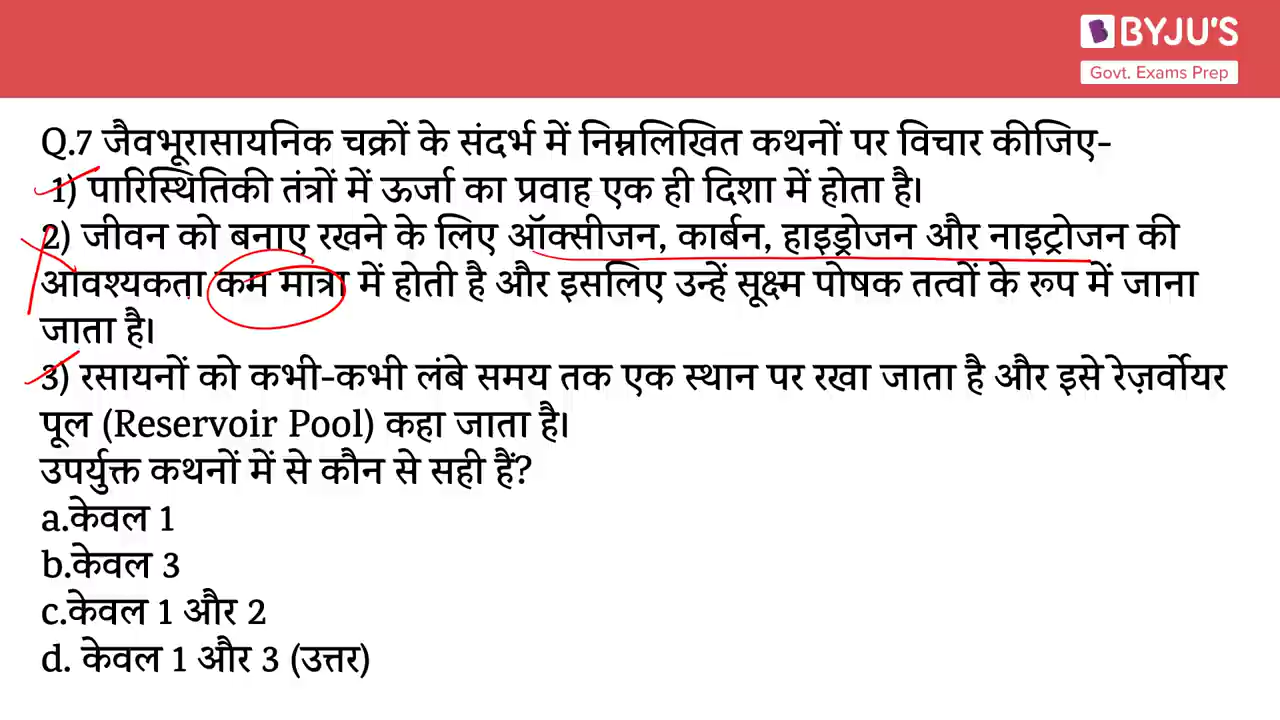 BYJU'S
Govt. Exams Prep
Q.7 जैवभूरासायनिक चक्रों के संदर्भ में निम्नलिखित कथनों पर विचार कीजिए-
1) पारिस्थितिकी तंत्रों में ऊर्जा का प्रवाह एक ही दिशा में होता है।
2) जीवन को बनाए रखने के लिए ऑक्सीजन, कार्बन, हाइड्रोजन और नाइट्रोजन की
आवश्यकता कम मात्रा में होती है और इसलिए उन्हें सूक्ष्म पोषक तत्वों के रूप में जाना
जाता है।
3) रसायनों को कभी-कभी लंबे समय तक एक स्थान पर रखा जाता है और इसे रेज़र्वोयर
पूल (Reservoir Pool) कहा जाता है।
उपर्युक्त कथनों में से कौन से सही हैं?
a.केवल 1
b.केवल 3
c.केवल 1 और 2
d. केवल 1 और 3 (उत्तर)